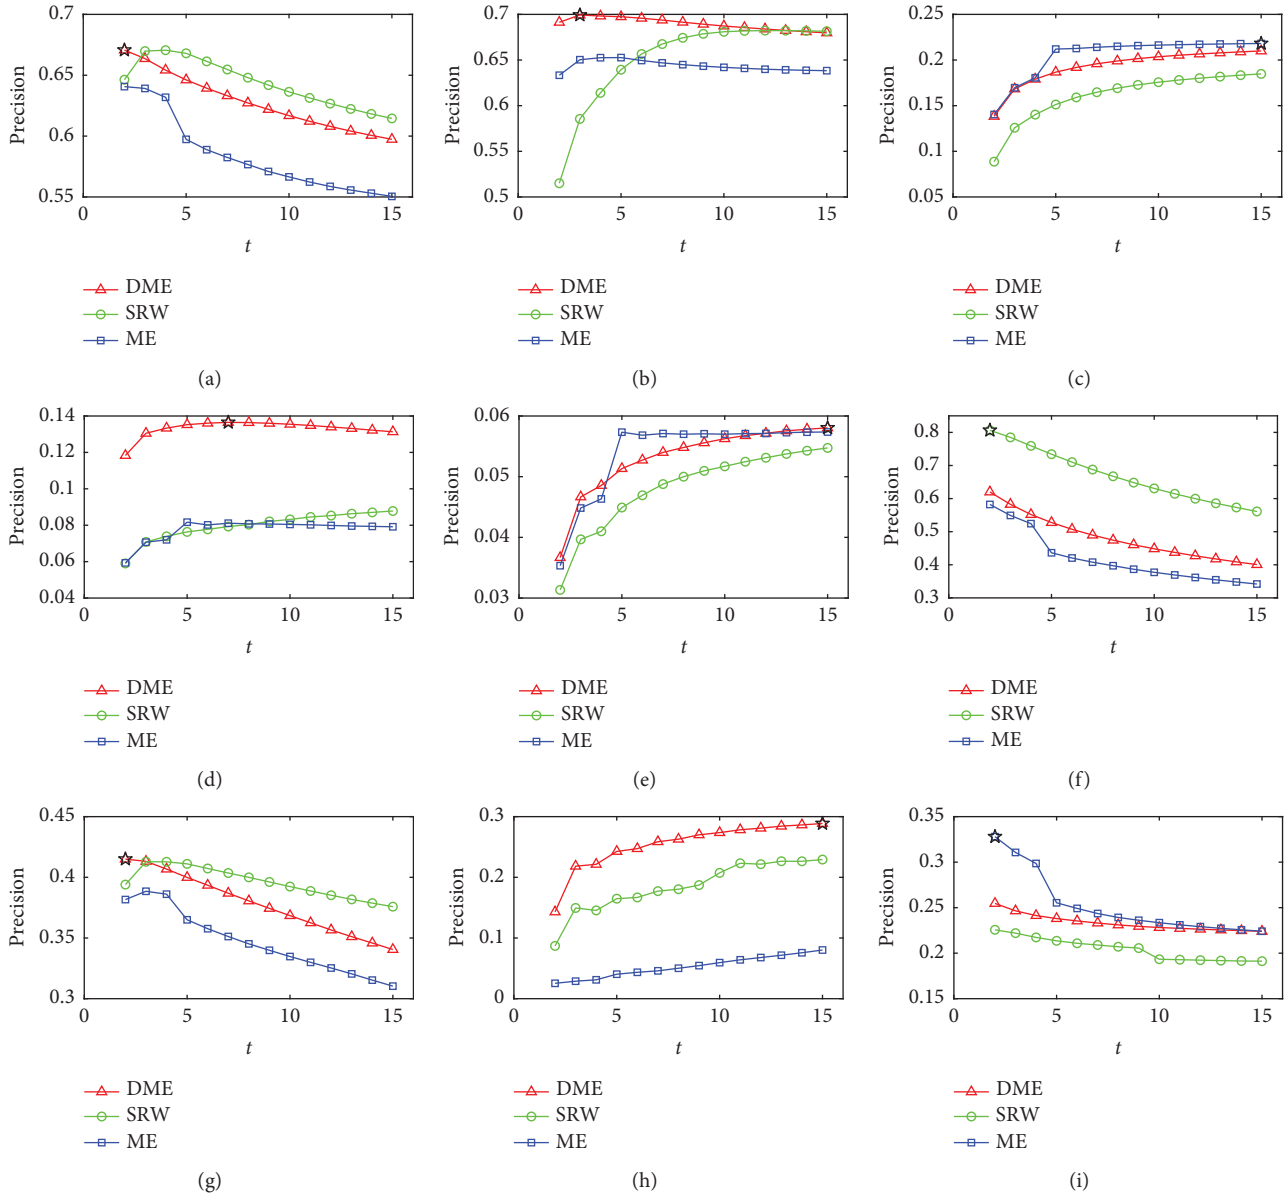 0.7
0.65
0.6
0.55
Precision
0 5 10 15
t
DME
SRW
ME
(a)
0.7
0.65
0.6
0.55
0.5
Precision
0 5 10 15
t
DME
SRW
ME
(b)
0.25
0.2
0.15
0.1
0.05
Precision
0 5 10 15
t
DME
SRW
ME
(c)
0.14
0.12
0.1
0.08
0.06
0.04
Precision
0 5 10 15
t
DME
SRW
ME
(d)
0.06
0.05
0.04
0.03
Precision
0 5 10 15
t
DME
SRW
ME
(e)
0.8
0.7
0.6
0.5
0.4
0.3
Precision
0 5 10 15
t
DME
SRW
ME
(f)
0.45
0.4
0.35
0.3
Precision
0 5 10 15
t
DME
SRW
ME
(g)
0.3
0.2
0.1
0
Precision
0 5 10 15
t
DME
SRW
ME
(h)
0.35
0.3
0.25
0.2
0.15
Precision
0 5 10 15
t
DME
SRW
ME
(i)